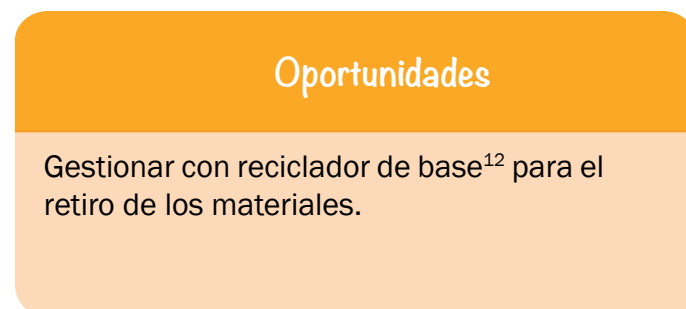 Oportunidades
Gestionar con reciclador de base¹² para el
retiro de los materiales.